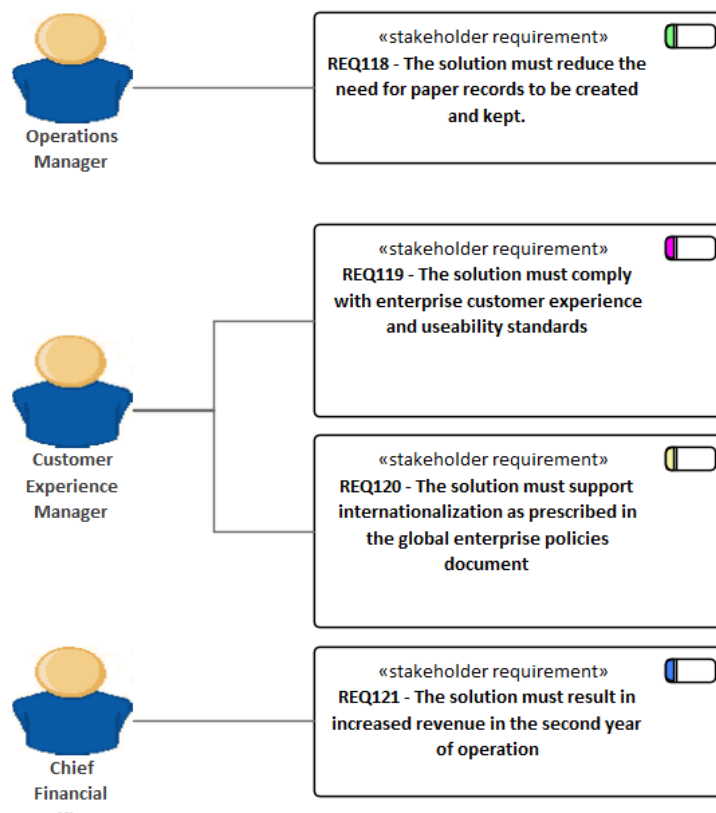 «stakeholder requirement»
REQ118 - The solution must reduce the
need for paper records to be created
and kept.
Operations
Manager
«stakeholder requirement»
REQ119 - The solution must comply
with enterprise customer experience
and useability standards
Customer
Experience
Manager
«stakeholder requirement»
REQ120 - The solution must support
internationalization as prescribed in
the global enterprise policies
document
«stakeholder requirement»
REQ121 - The solution must result in
increased revenue in the second year
of operation
Chief
Financial